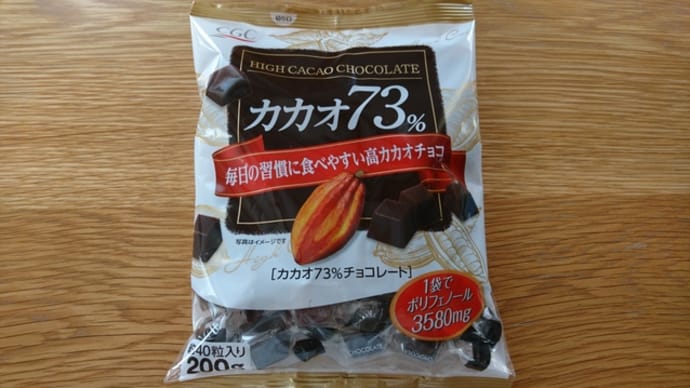 CGC
HIGH CACAO CHOCOLATE
カカオ73%
毎日の習慣に食べやすい高カカオチョコ
写真はイメージです
High
[カカオ73%チョコレート]
1袋で
ポリフェノール
3580mg
40粒入り
200g
CHOCOLATE